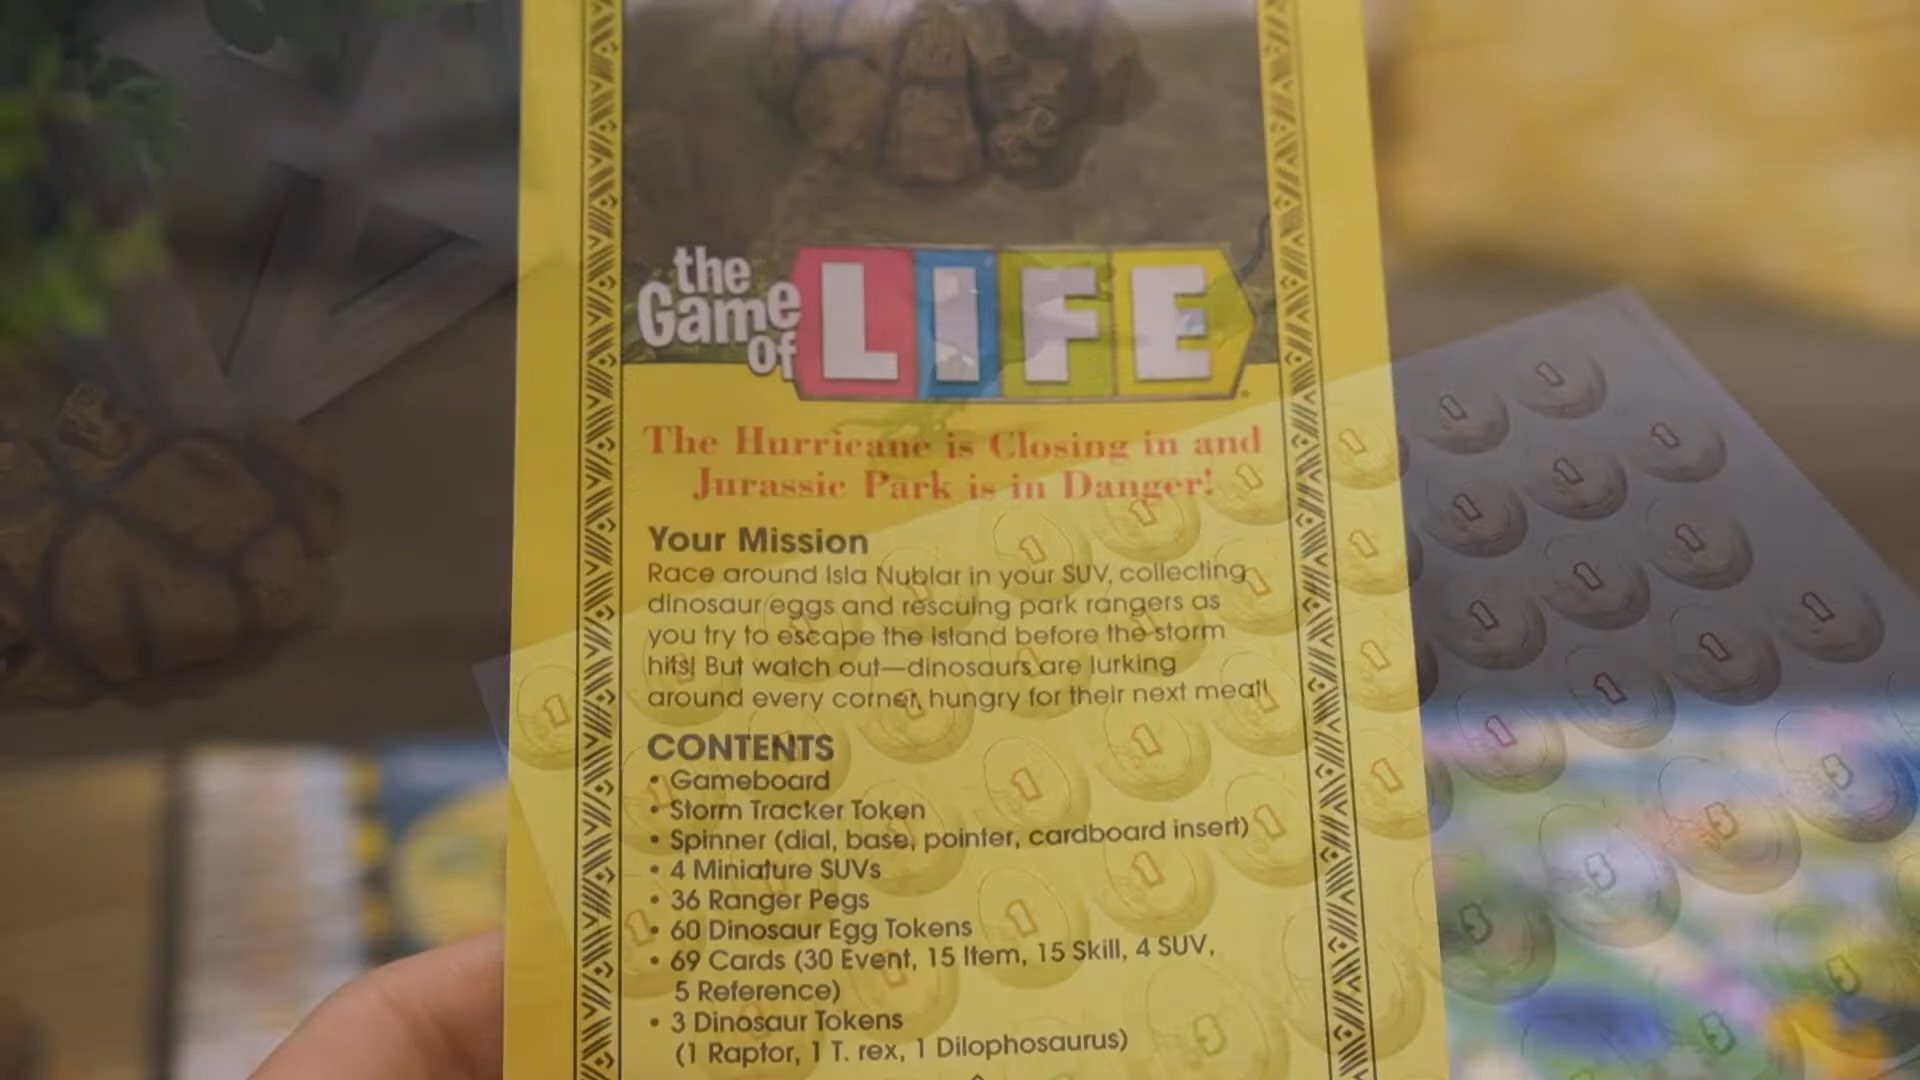 the
Game
of
LIFE
The Hurricane is Closing in and
Jurassic Park is in Danger!
Your Mission
Race around Isla Nublar in your SUV, collecting
dinosaur eggs and rescuing park rangers as
you try to escape the island before the storm
hits! But watch out—dinosaurs are lurking
around every corner, hungry for their next meal!
CONTENTS
• Gameboard
• Storm Tracker Token
• Spinner (dial, base, pointer, cardboard insert)
• 4 Miniature SUVs
• 36 Ranger Pegs
• 60 Dinosaur Egg Tokens
• 69 Cards (30 Event, 15 Item, 15 Skill, 4 SUV,
5 Reference)
• 3 Dinosaur Tokens
(1 Raptor, 1 T. rex, 1 Dilophosaurus)